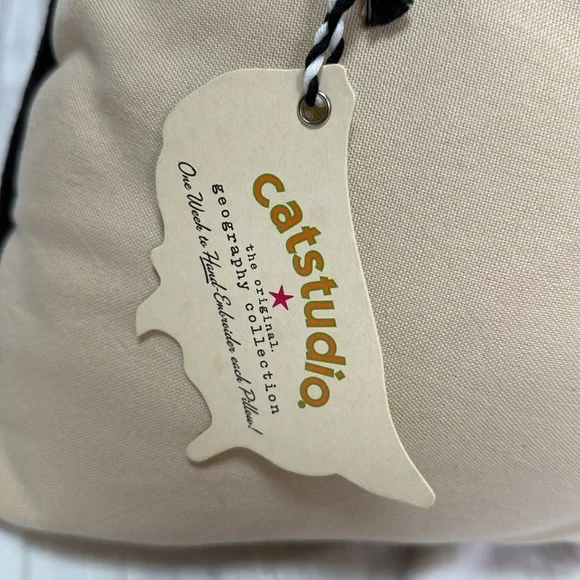 catstudio
the original.
geography collection
One Week to Hand-Embroider each Pillow!